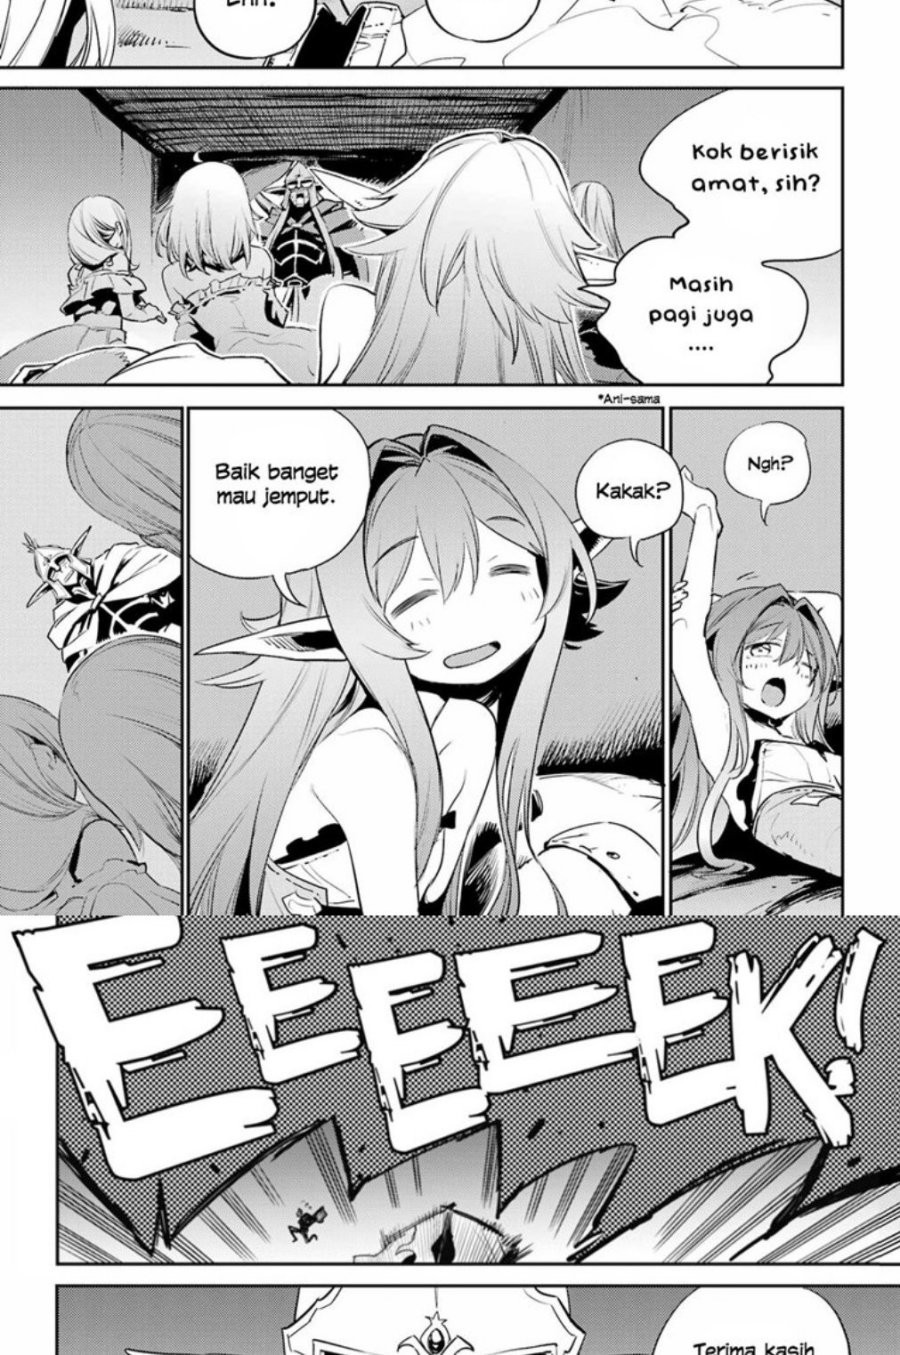 Kok berisik
amat, sih?
Masih
pagi juga
....
*Ani-sama
Ngh?
Kakak?
Baik banget
mau jemput.
EEEEEK!
Terima kasih